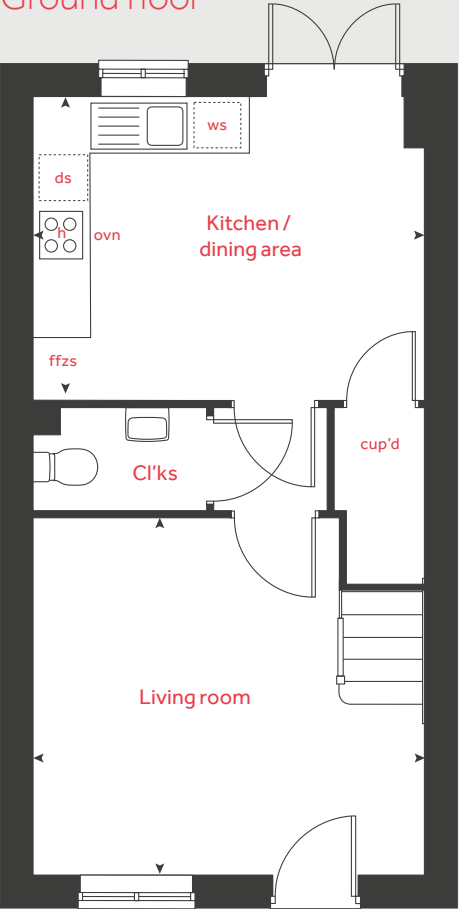 Ground floor
ws
ds
h
ovn
Kitchen /
dining area
ffzs
cup'd
Cl'ks
Living room